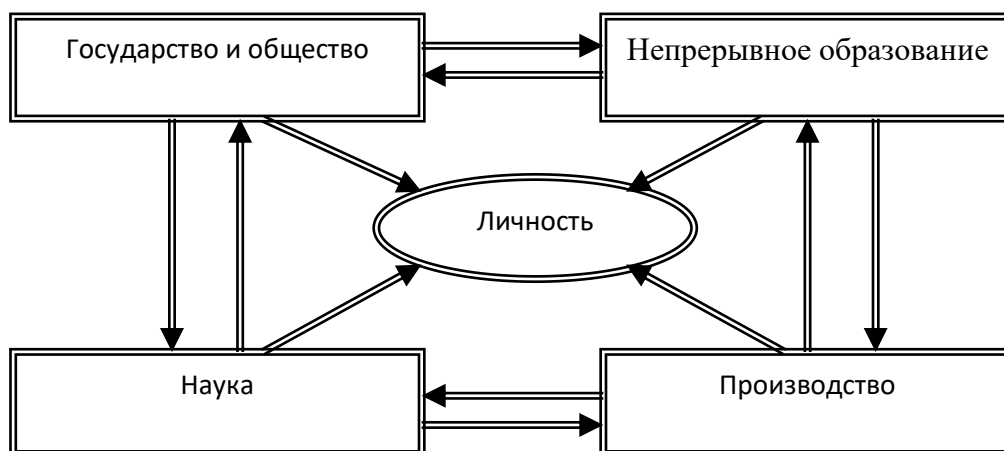 Государство и общество
Непрерывное образование
Личность
Наука
Производство